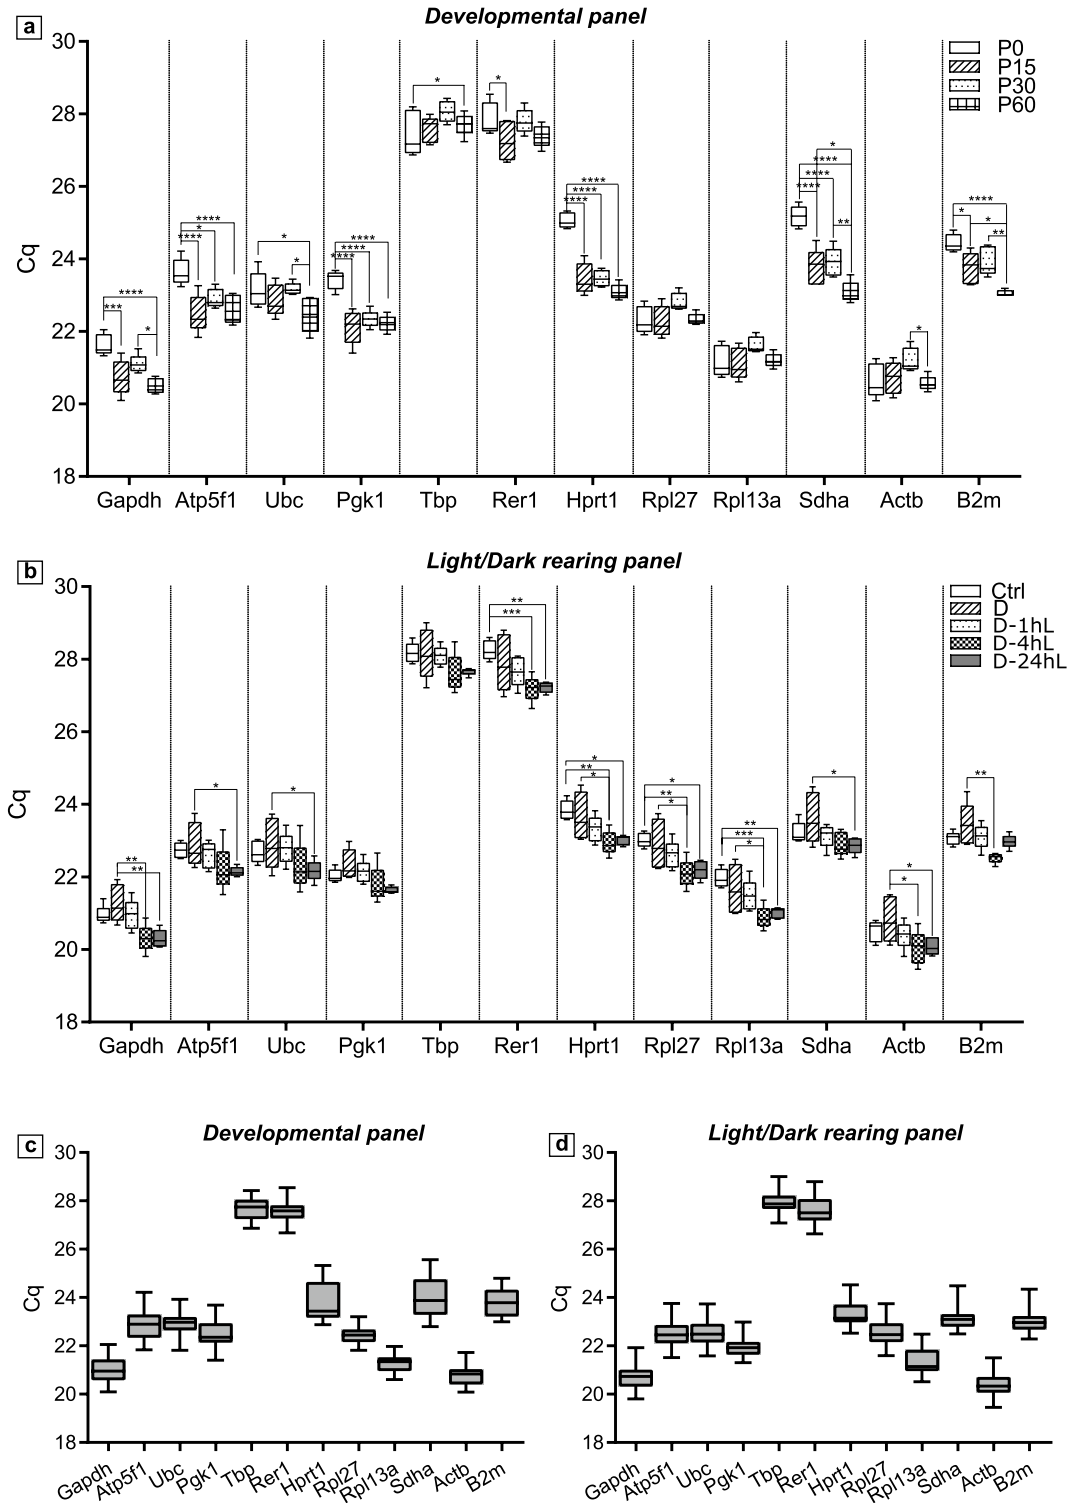 a
Developmental panel
30
28
26
24
22
20
18
Cq
P0
P15
P30
P60
* *
****
* ****
**** ****
**** * ****
**** ****
**** * **** * *
**** * **** ** **
**** *
*** * *
Gapdh Atp5f1 Ubc Pgk1 Tbp Rer1 Hprt1 Rpl27 Rpl13a Sdha Actb B2m
b
Light/Dark rearing panel
30
28
26
24
22
20
18
Cq
Ctrl
D
D-1hL
D-4hL
D-24hL
**
***
* * * ** * * ** * * * **
** ** *** *
** * *
Gapdh Atp5f1 Ubc Pgk1 Tbp Rer1 Hprt1 Rpl27 Rpl13a Sdha Actb B2m
c
Developmental panel
30
28
26
24
22
20
18
Cq
Gapdh Atp5f1 Ubc Pgk1 Tbp Rer1 Hprt1 Rpl27 Rpl13a Sdha Actb B2m
d
Light/Dark rearing panel
30
28
26
24
22
20
18
Cq
Gapdh Atp5f1 Ubc Pgk1 Tbp Rer1 Hprt1 Rpl27 Rpl13a Sdha Actb B2m